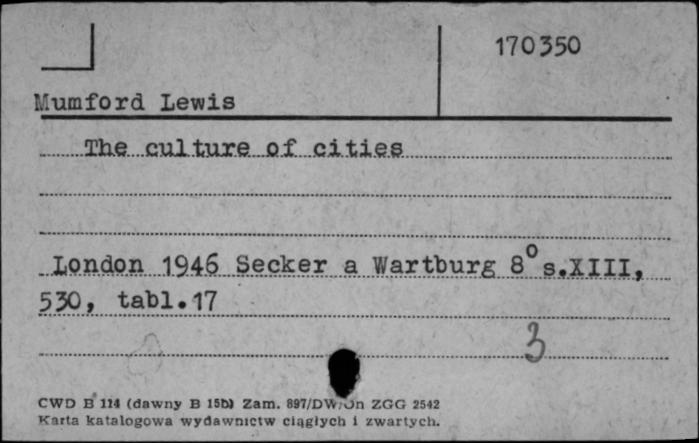 170350
Mumford Lewis
The culture of cities
London 1946 Secker a Wartburg 8° s.XIII,
530, tabl.17
3
CWD B 114 (dawny B 15b) Zam. 897/DW/Dn ZGG 2542
Karta katalogowa wydawnictw ciągłych i zwartych.